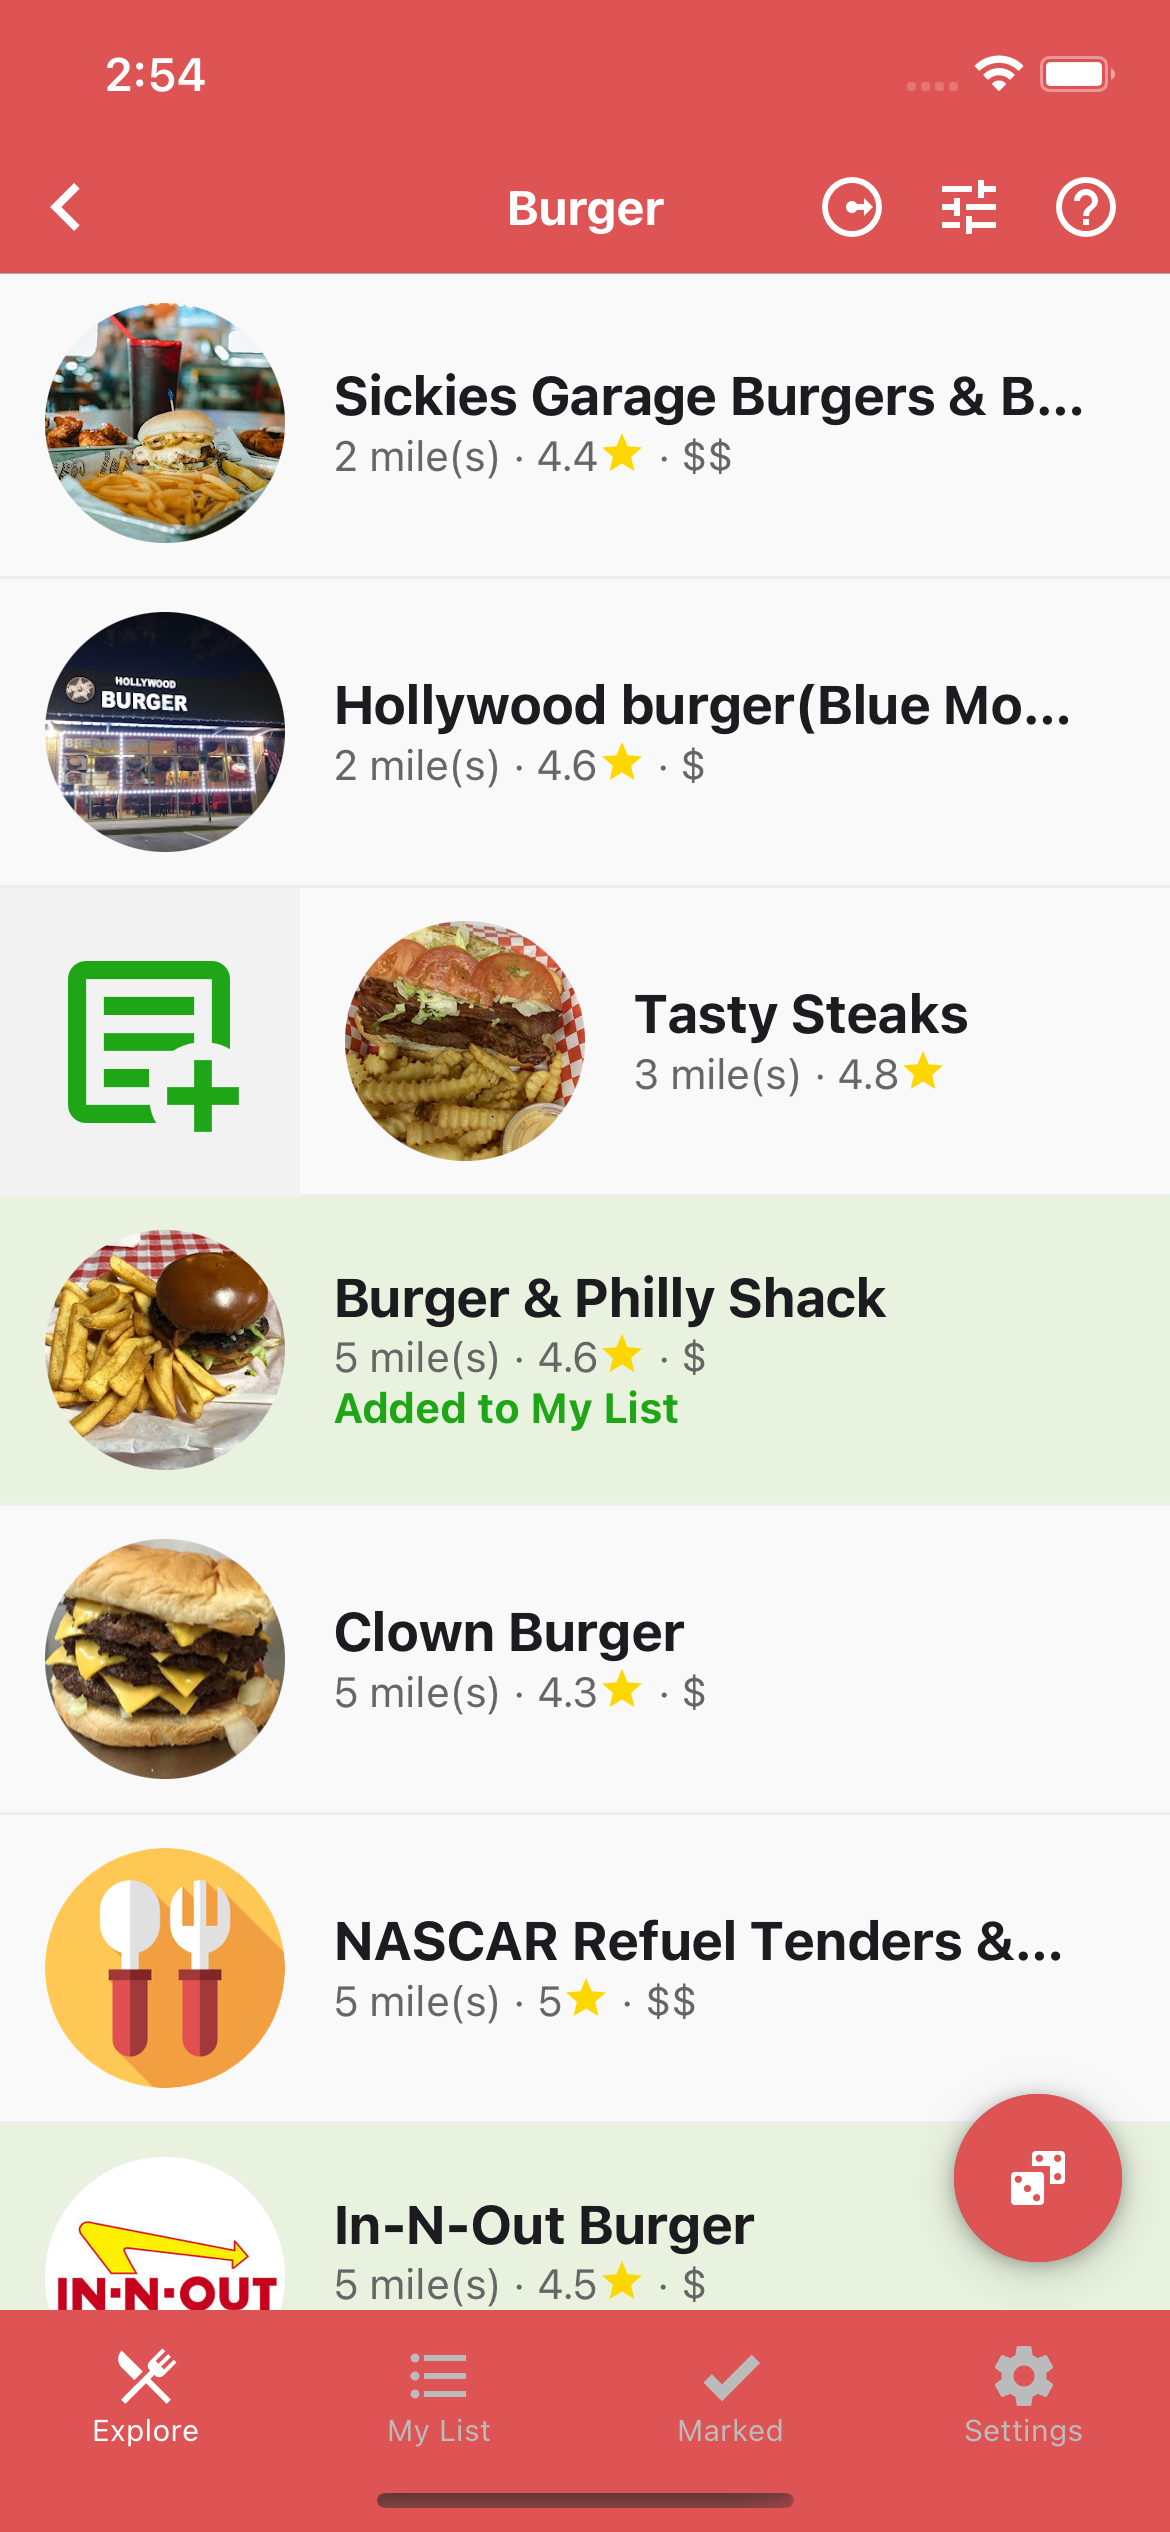 2:54
Burger
Sickies Garage Burgers & B...
2 mile(s) · 4.4 · $$
HOLLYWOOD
BURGER
Hollywood burger(Blue Mo...
2 mile(s) · 4.6 · $
Tasty Steaks
3 mile(s) · 4.8
Burger & Philly Shack
5 mile(s) · 4.6 · $
Added to My List
Clown Burger
5 mile(s) · 4.3 · $
NASCAR Refuel Tenders &...
5 mile(s) · 5 · $$
In-N-Out Burger
IN-N-OUT
5 mile(s) · 4.5 · $
Explore
My List
Marked
Settings